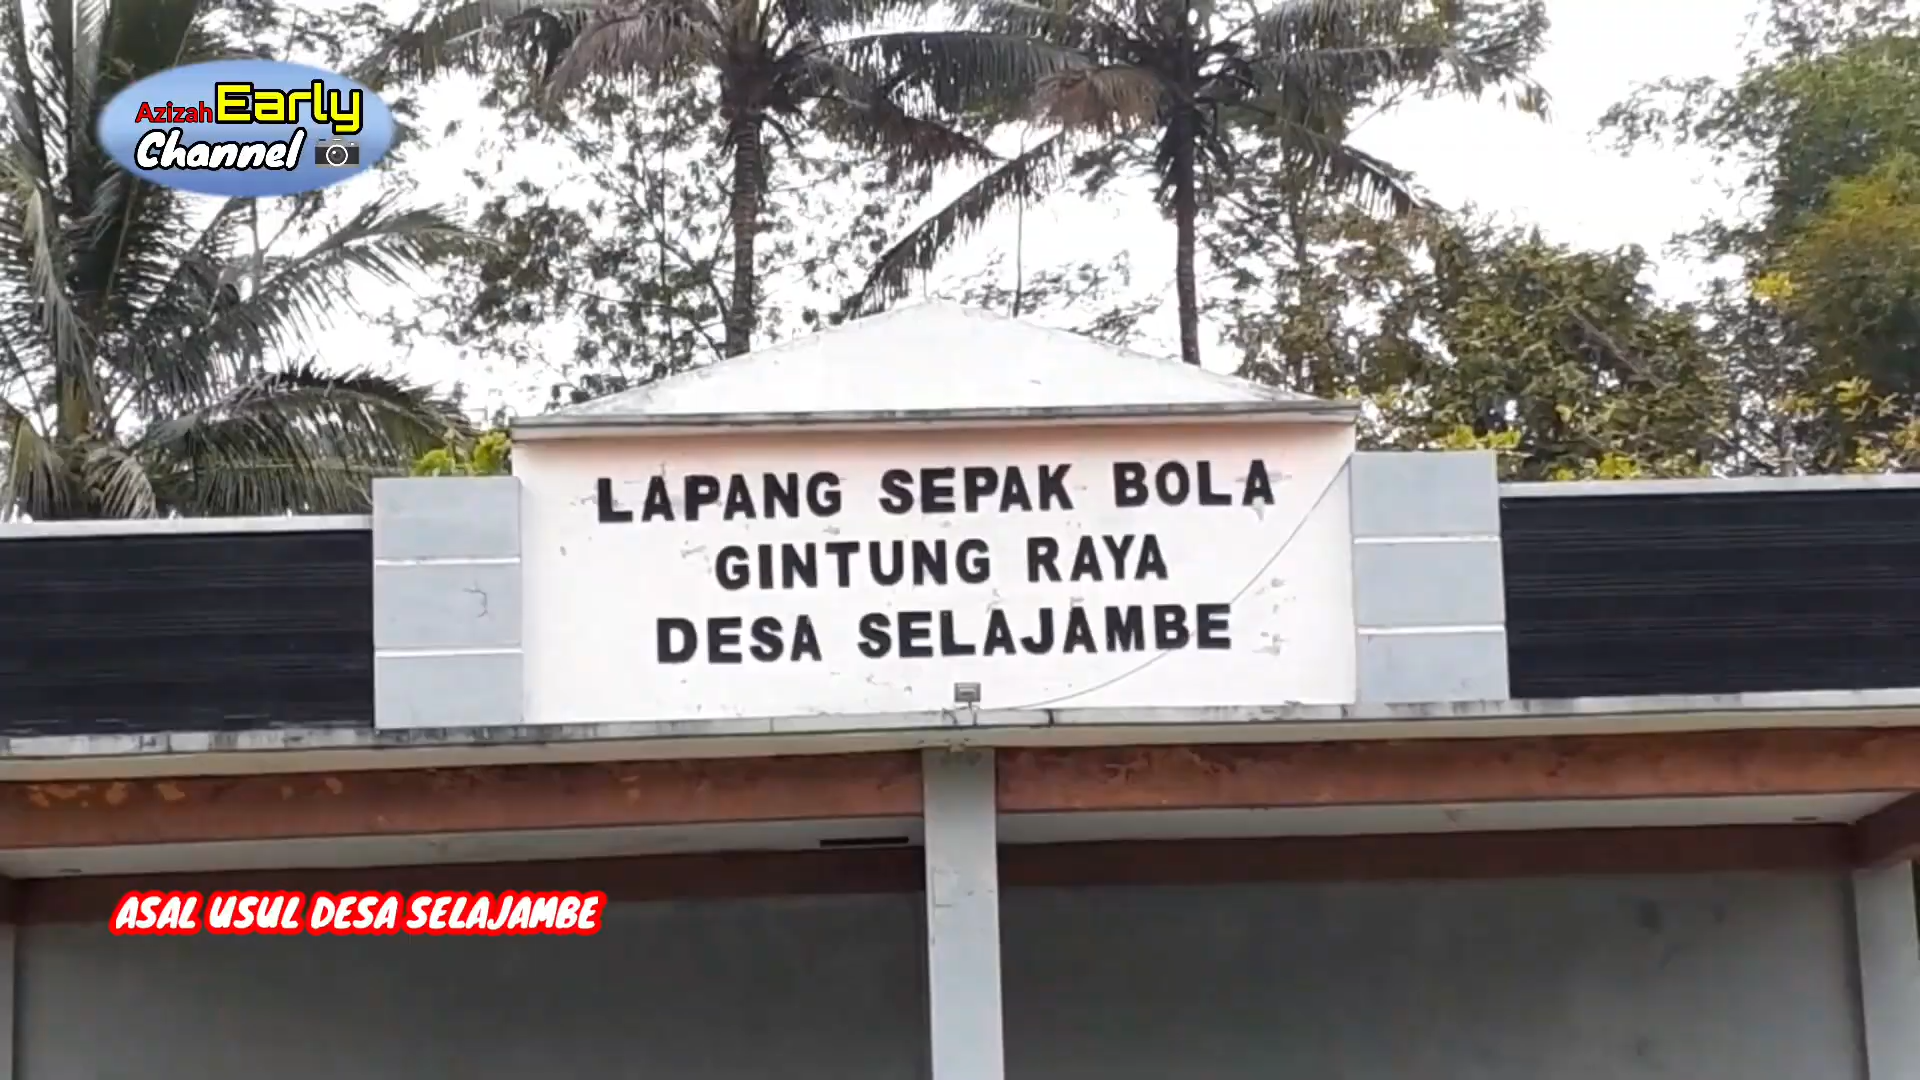 Azizah Early
Channel
LAPANG SEPAK BOLA
GINTUNG RAYA
DESA SELAJAMBE
ASAL USUL DESA SELAJAMBE